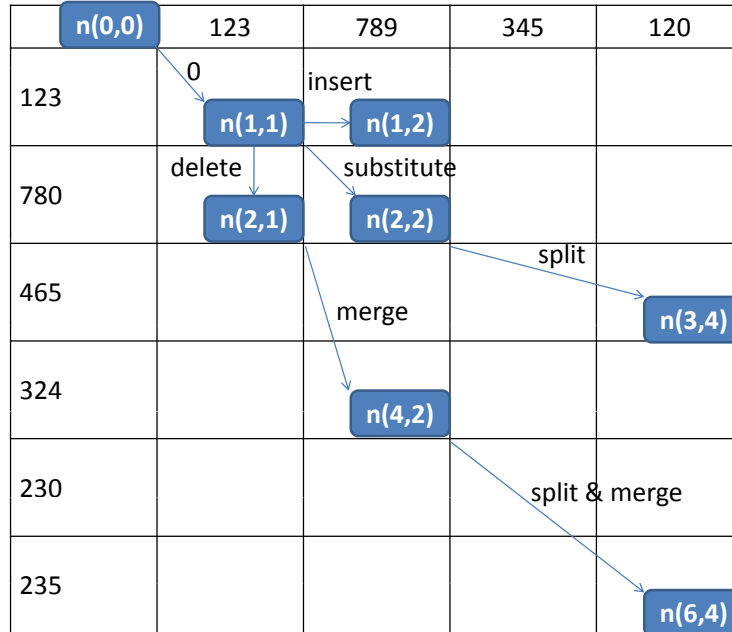 n(0,0) 123 789 345 120
0
insert
123
n(1,1) n(1,2)
delete substitute
780
n(2,1) n(2,2)
split
465
merge n(3,4)
324
n(4,2)
230 split & merge
235
n(6,4)